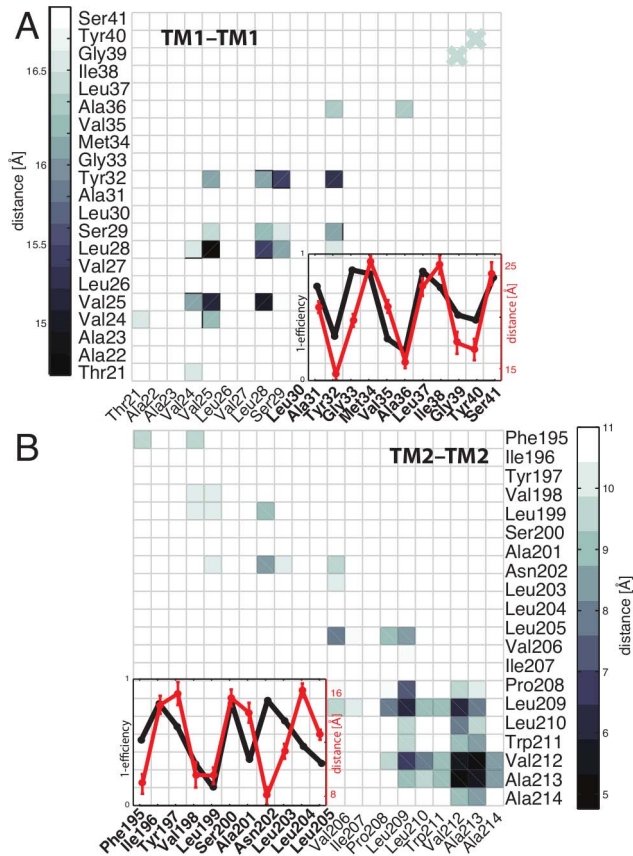 A
TM1–TM1
distance [Å]
16.5
16
15.5
15
Ser41
Tyr40
Gly39
Ile38
Leu37
Ala36
Val35
Met34
Gly33
Tyr32
Ala31
Leu30
Ser29
Leu28
Val27
Leu26
Val25
Val24
Ala23
Ala22
Thr21
1
1-efficiency
0
25
distance [Å]
15
Thr21
Ala22
Ala23
Val24
Val25
Leu26
Val27
Leu28
Ser29
Leu30
Ala31
Tyr32
Gly33
Met34
Val35
Ala36
Leu37
Ile38
Gly39
Tyr40
Ser41
B
TM2–TM2
Phe195
Ile196
Tyr197
Val198
Leu199
Ser200
Ala201
Asn202
Leu203
Leu204
Leu205
Val206
Ile207
Pro208
Leu209
Leu210
Trp211
Val212
Ala213
Ala214
11
10
9
8
7
6
5
distance [Å]
1
1-efficiency
0
16
distance [Å]
8
Phe195
Ile196
Tyr197
Val198
Leu199
Ser200
Ala201
Asn202
Leu203
Leu204
Leu205
Val206
Ile207
Pro208
Leu209
Leu210
Trp211
Val212
Ala213
Ala214